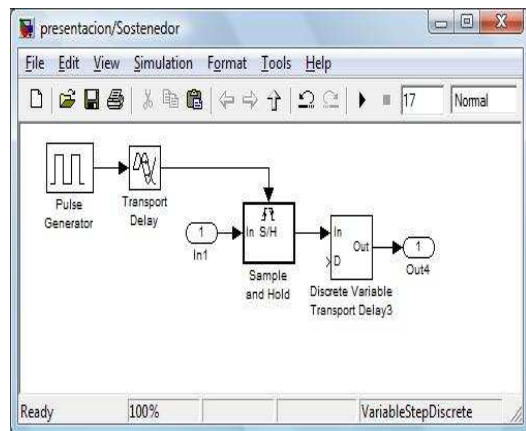 presentacion/Sostenedor
File Edit View Simulation Format Tools Help
17 Normal
Pulse
Generator
Transport
Delay
1
In1
In S/H
Sample
and Hold
In
Out
D
Discrete Variable
Transport Delay3
1
Out4
Ready 100% VariableStepDiscrete